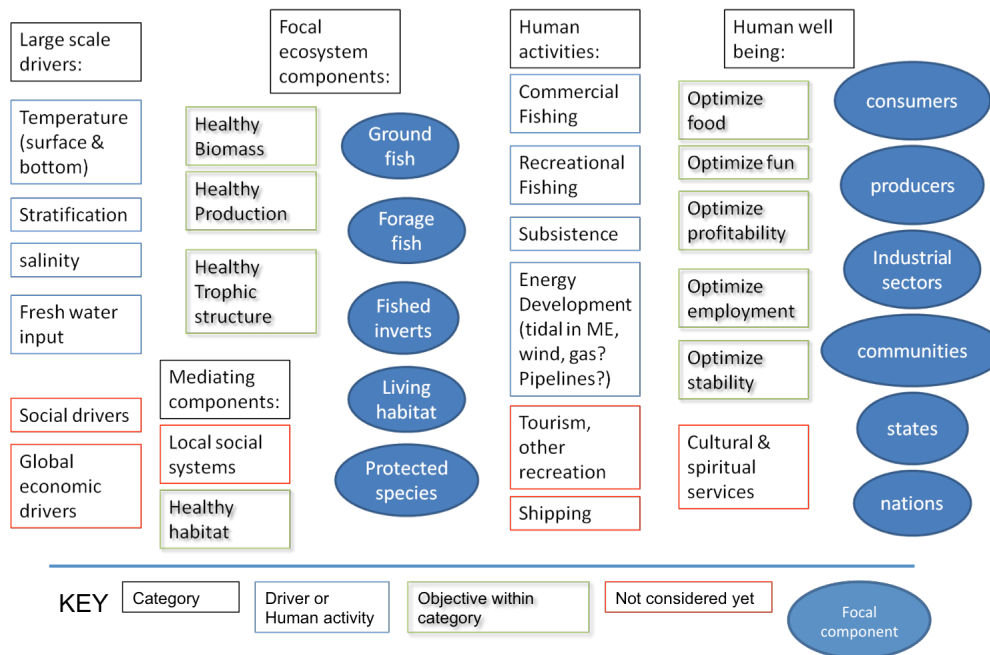 Large scale
drivers:
Temperature
(surface &
bottom)
Stratification
salinity
Fresh water
input
Social drivers
Global
economic
drivers
Focal
ecosystem
components:
Healthy
Biomass
Healthy
Production
Healthy
Trophic
structure
Ground
fish
Forage
fish
Fished
inverts
Living
habitat
Protected
species
Mediating
components:
Local social
systems
Healthy
habitat
Human
activities:
Commercial
Fishing
Recreational
Fishing
Subsistence
Energy
Development
(tidal in ME,
wind, gas?
Pipelines?)
Tourism,
other
recreation
Shipping
Human well
being:
Optimize
food
Optimize fun
Optimize
profitability
Optimize
employment
Optimize
stability
Cultural &
spiritual
services
consumers
producers
Industrial
sectors
communities
states
nations
KEY
Category
Driver or
Human activity
Objective within
category
Not considered yet
Focal
component